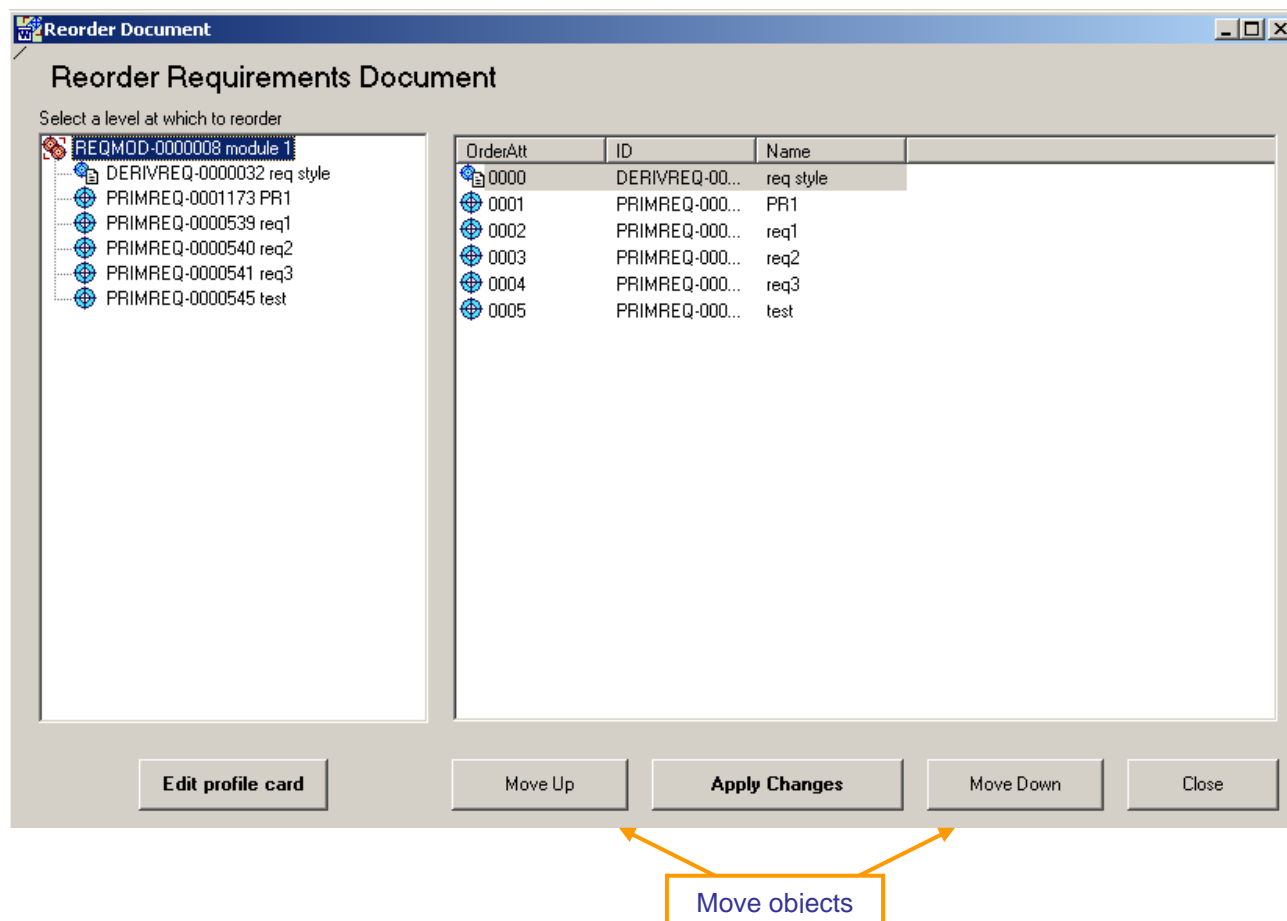 Reorder Document
Reorder Requirements Document
Select a level at which to reorder
REQMOD-0000008 module 1
DERIVREQ-0000032 req style
PRIMREQ-0001173 PR1
PRIMREQ-0000539 req1
PRIMREQ-0000540 req2
PRIMREQ-0000541 req3
PRIMREQ-0000545 test
OrderAtt ID Name
0000 DERIVREQ-00... req style
0001 PRIMREQ-000... PR1
0002 PRIMREQ-000... req1
0003 PRIMREQ-000... req2
0004 PRIMREQ-000... req3
0005 PRIMREQ-000... test
Edit profile card Move Up Apply Changes Move Down Close
Move objects